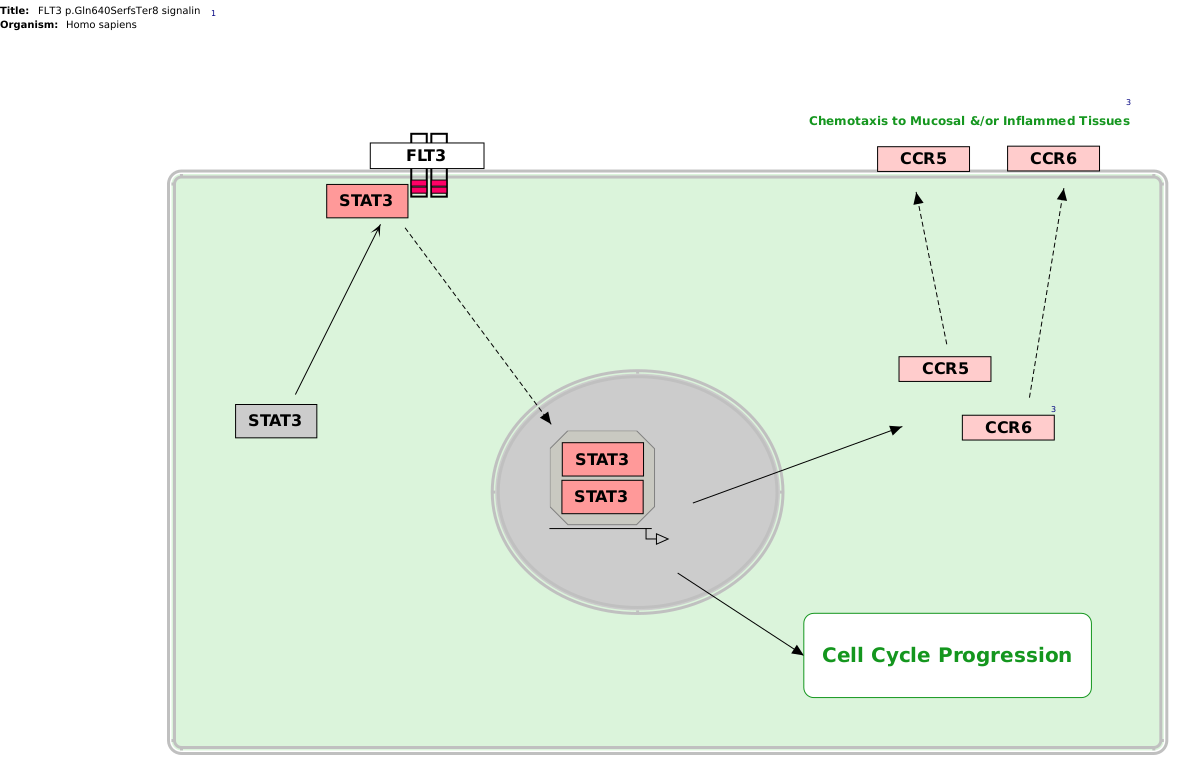 Title: FLT3 p.Gln640SerfsTer8 signalin 1
Organism: Homo sapiens
3
Chemotaxis to Mucosal &/or Inflammed Tissues
FLT3
CCR5
CCR6
STAT3
CCR5
3
STAT3
CCR6
STAT3
STAT3
Cell Cycle Progression